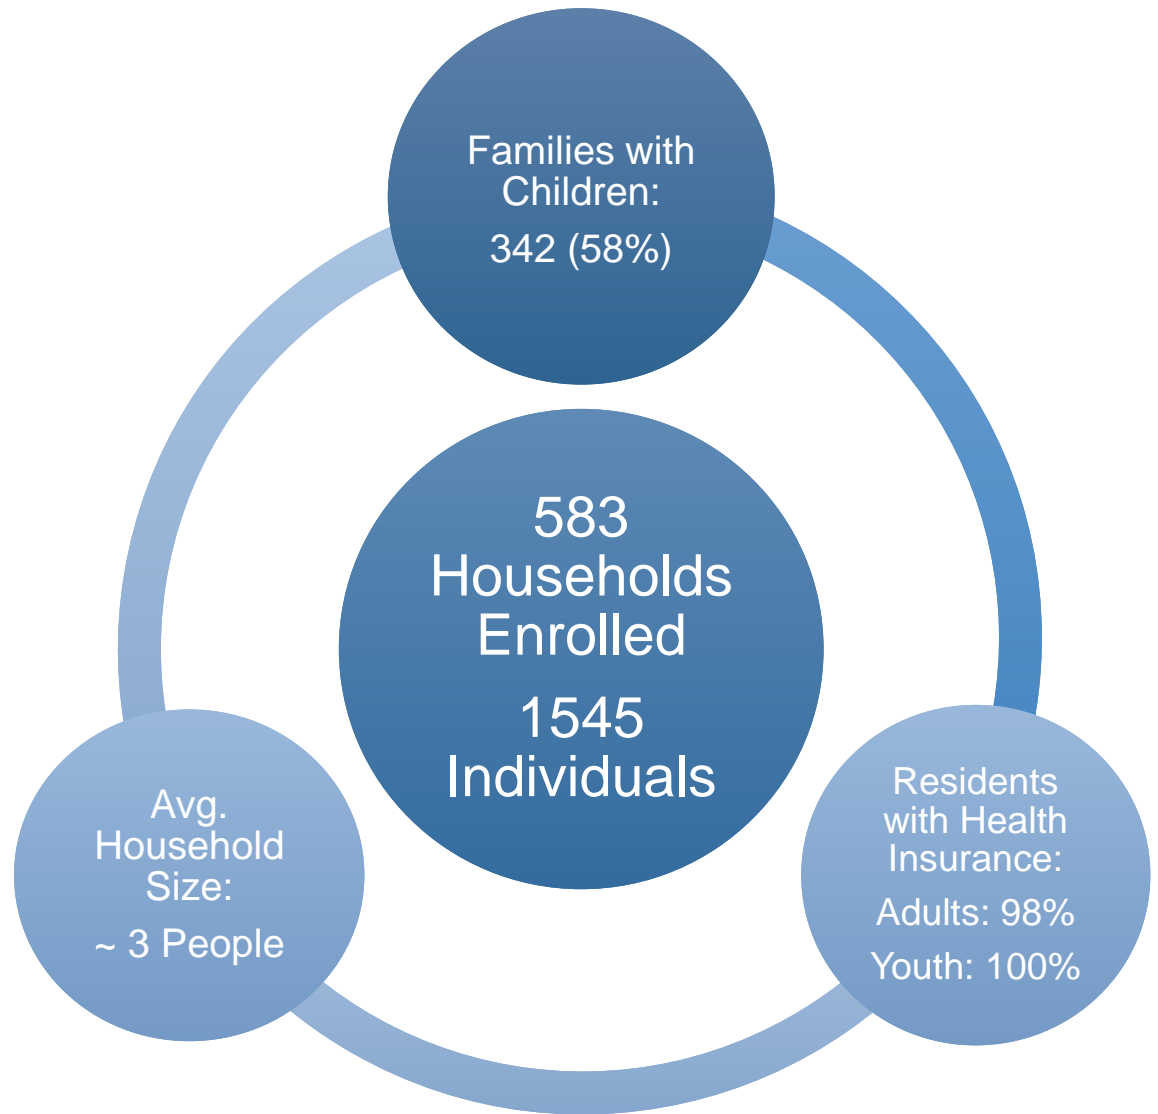 Families with
Children:
342 (58%)
583
Households
Enrolled
1545
Individuals
Avg.
Household
Size:
~ 3 People
Residents
with Health
Insurance:
Adults: 98%
Youth: 100%